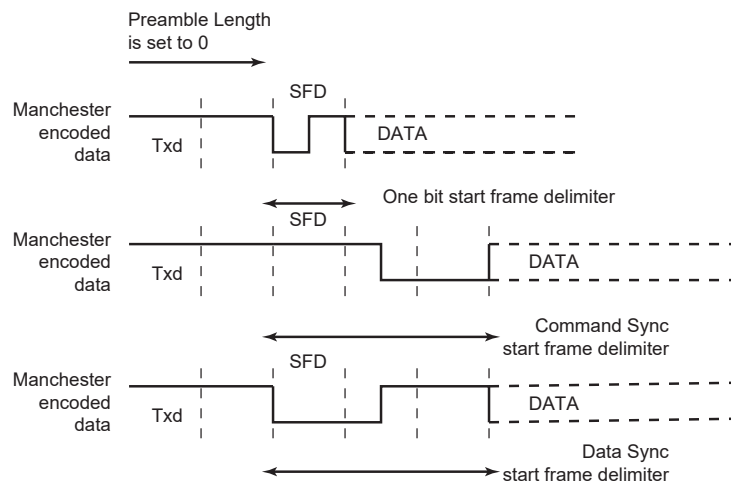 Preamble Length
is set to 0
SFD
Manchester
encoded
data
Txd
DATA
One bit start frame delimiter
SFD
Manchester
encoded
data
Txd
DATA
Command Sync
start frame delimiter
SFD
Manchester
encoded
data
Txd
DATA
Data Sync
start frame delimiter